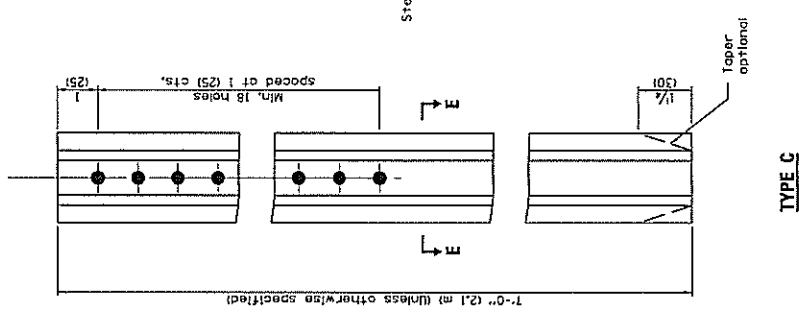 Ste
1
(25)
Min. 18 holes
spaced at 1 (25) cts.
E
E
1¼
(30)
Taper
optional
7'-0" (2.1 m) (Unless otherwise specified)
TYPE C